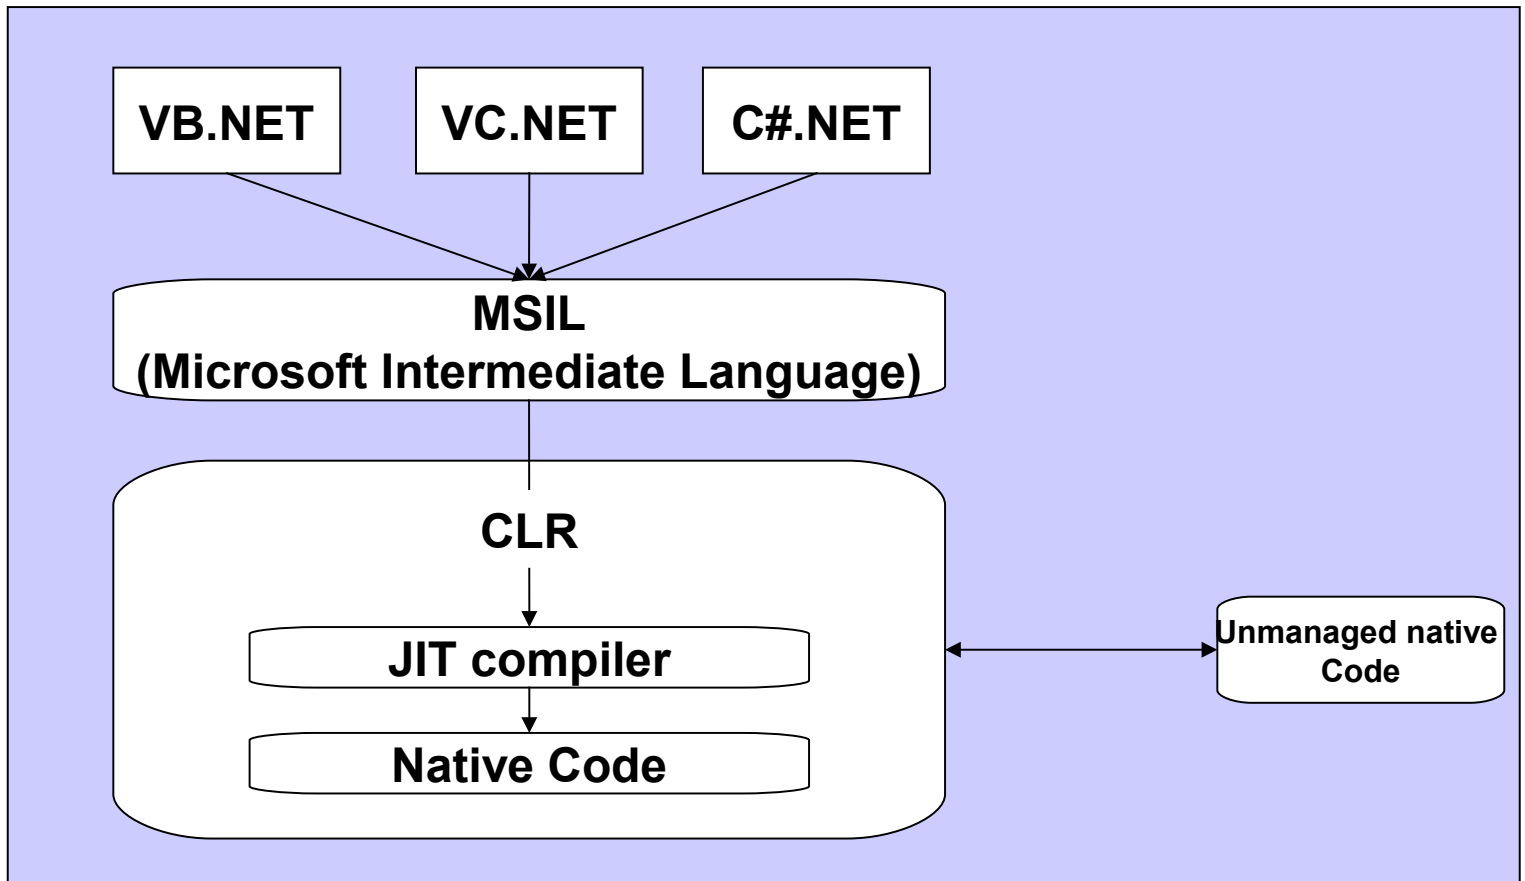 VB.NET
VC.NET
C#.NET
MSIL
(Microsoft Intermediate Language)
CLR
JIT compiler
Native Code
Unmanaged native
Code